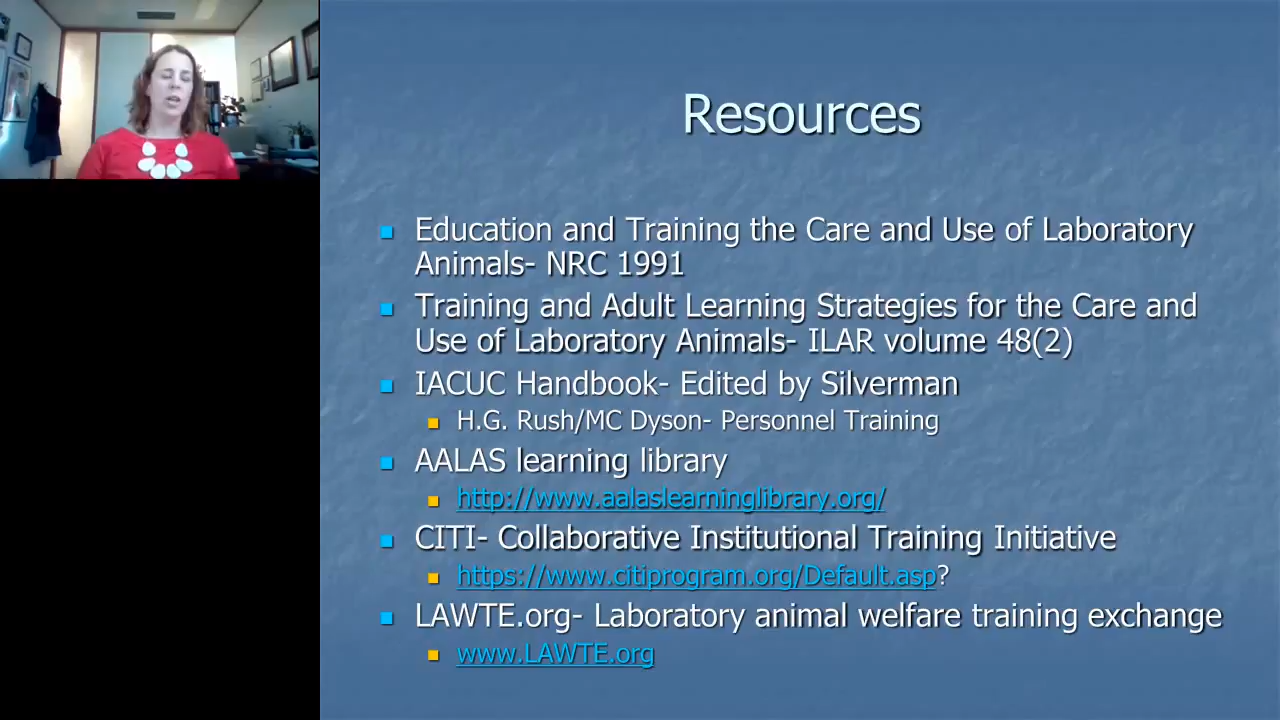 Resources
Education and Training the Care and Use of Laboratory
Animals- NRC 1991
Training and Adult Learning Strategies for the Care and
Use of Laboratory Animals- ILAR volume 48(2)
IACUC Handbook- Edited by Silverman
H.G. Rush/MC Dyson- Personnel Training
AALAS learning library
http://www.aalaslearninglibrary.org/
CITI- Collaborative Institutional Training Initiative
https://www.citiprogram.org/Default.asp?
LAWTE.org- Laboratory animal welfare training exchange
www.LAWTE.org